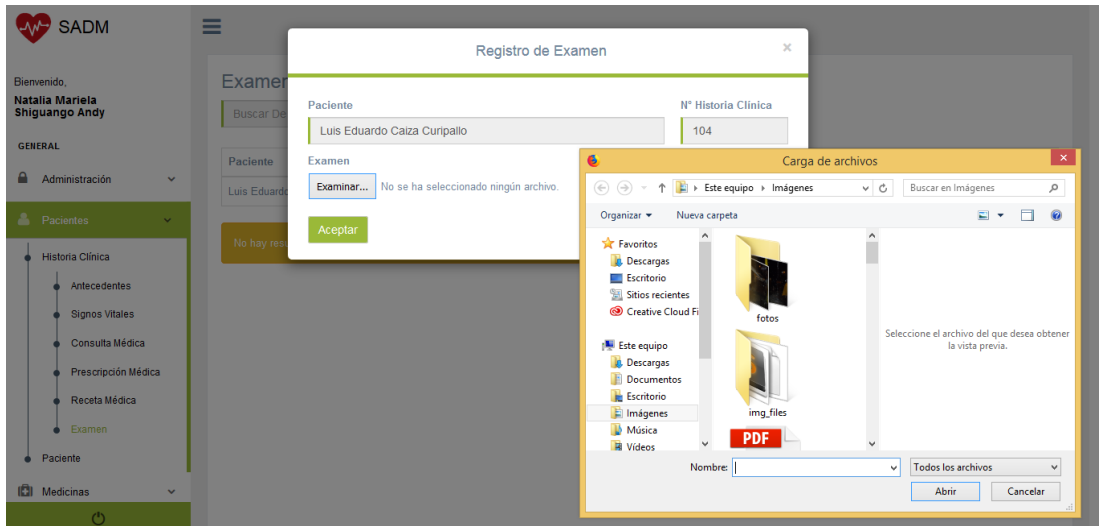 SADM
Bienvenido,
Natalia Mariela
Shiguango Andy
GENERAL
Administración
Pacientes
Historia Clínica
Antecedentes
Signos Vitales
Consulta Médica
Prescripción Médica
Receta Médica
Examen
Paciente
Medicinas
Examen
Buscar De
Paciente
Luis Eduardo
No hay resu
Registro de Examen
×
Paciente
N° Historia Clínica
Luis Eduardo Caiza Curipallo
104
Examen
Examinar... No se ha seleccionado ningún archivo.
Aceptar
Carga de archivos
Este equipo
Imágenes
Buscar en Imágenes
Organizar
Nueva carpeta
Favoritos
Descargas
Escritorio
Sitios recientes
Creative Cloud Fi
Este equipo
Descargas
Documentos
Escritorio
Imágenes
Música
Vídeos
fotos
img_files
PDF
Seleccione el archivo del que desea obtener
la vista previa.
Nombre:
Todos los archivos
Abrir
Cancelar